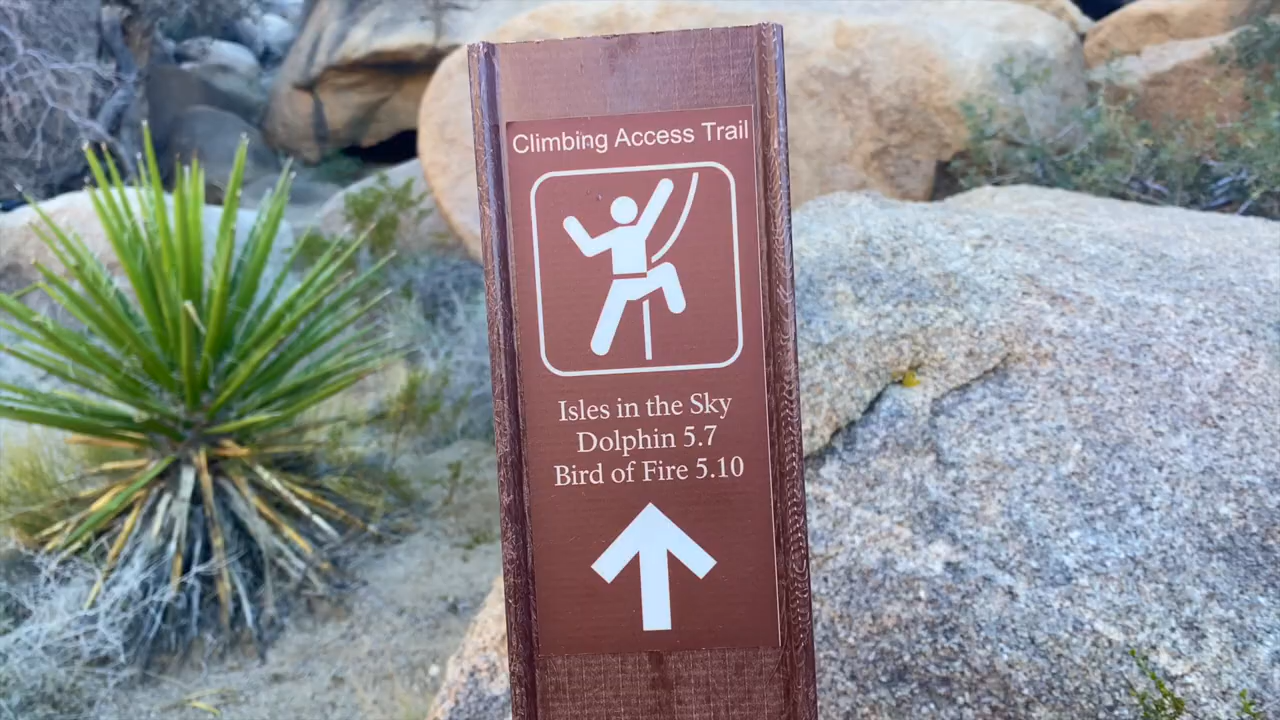 Climbing Access Trail
Isles in the Sky
Dolphin 5.7
Bird of Fire 5.10